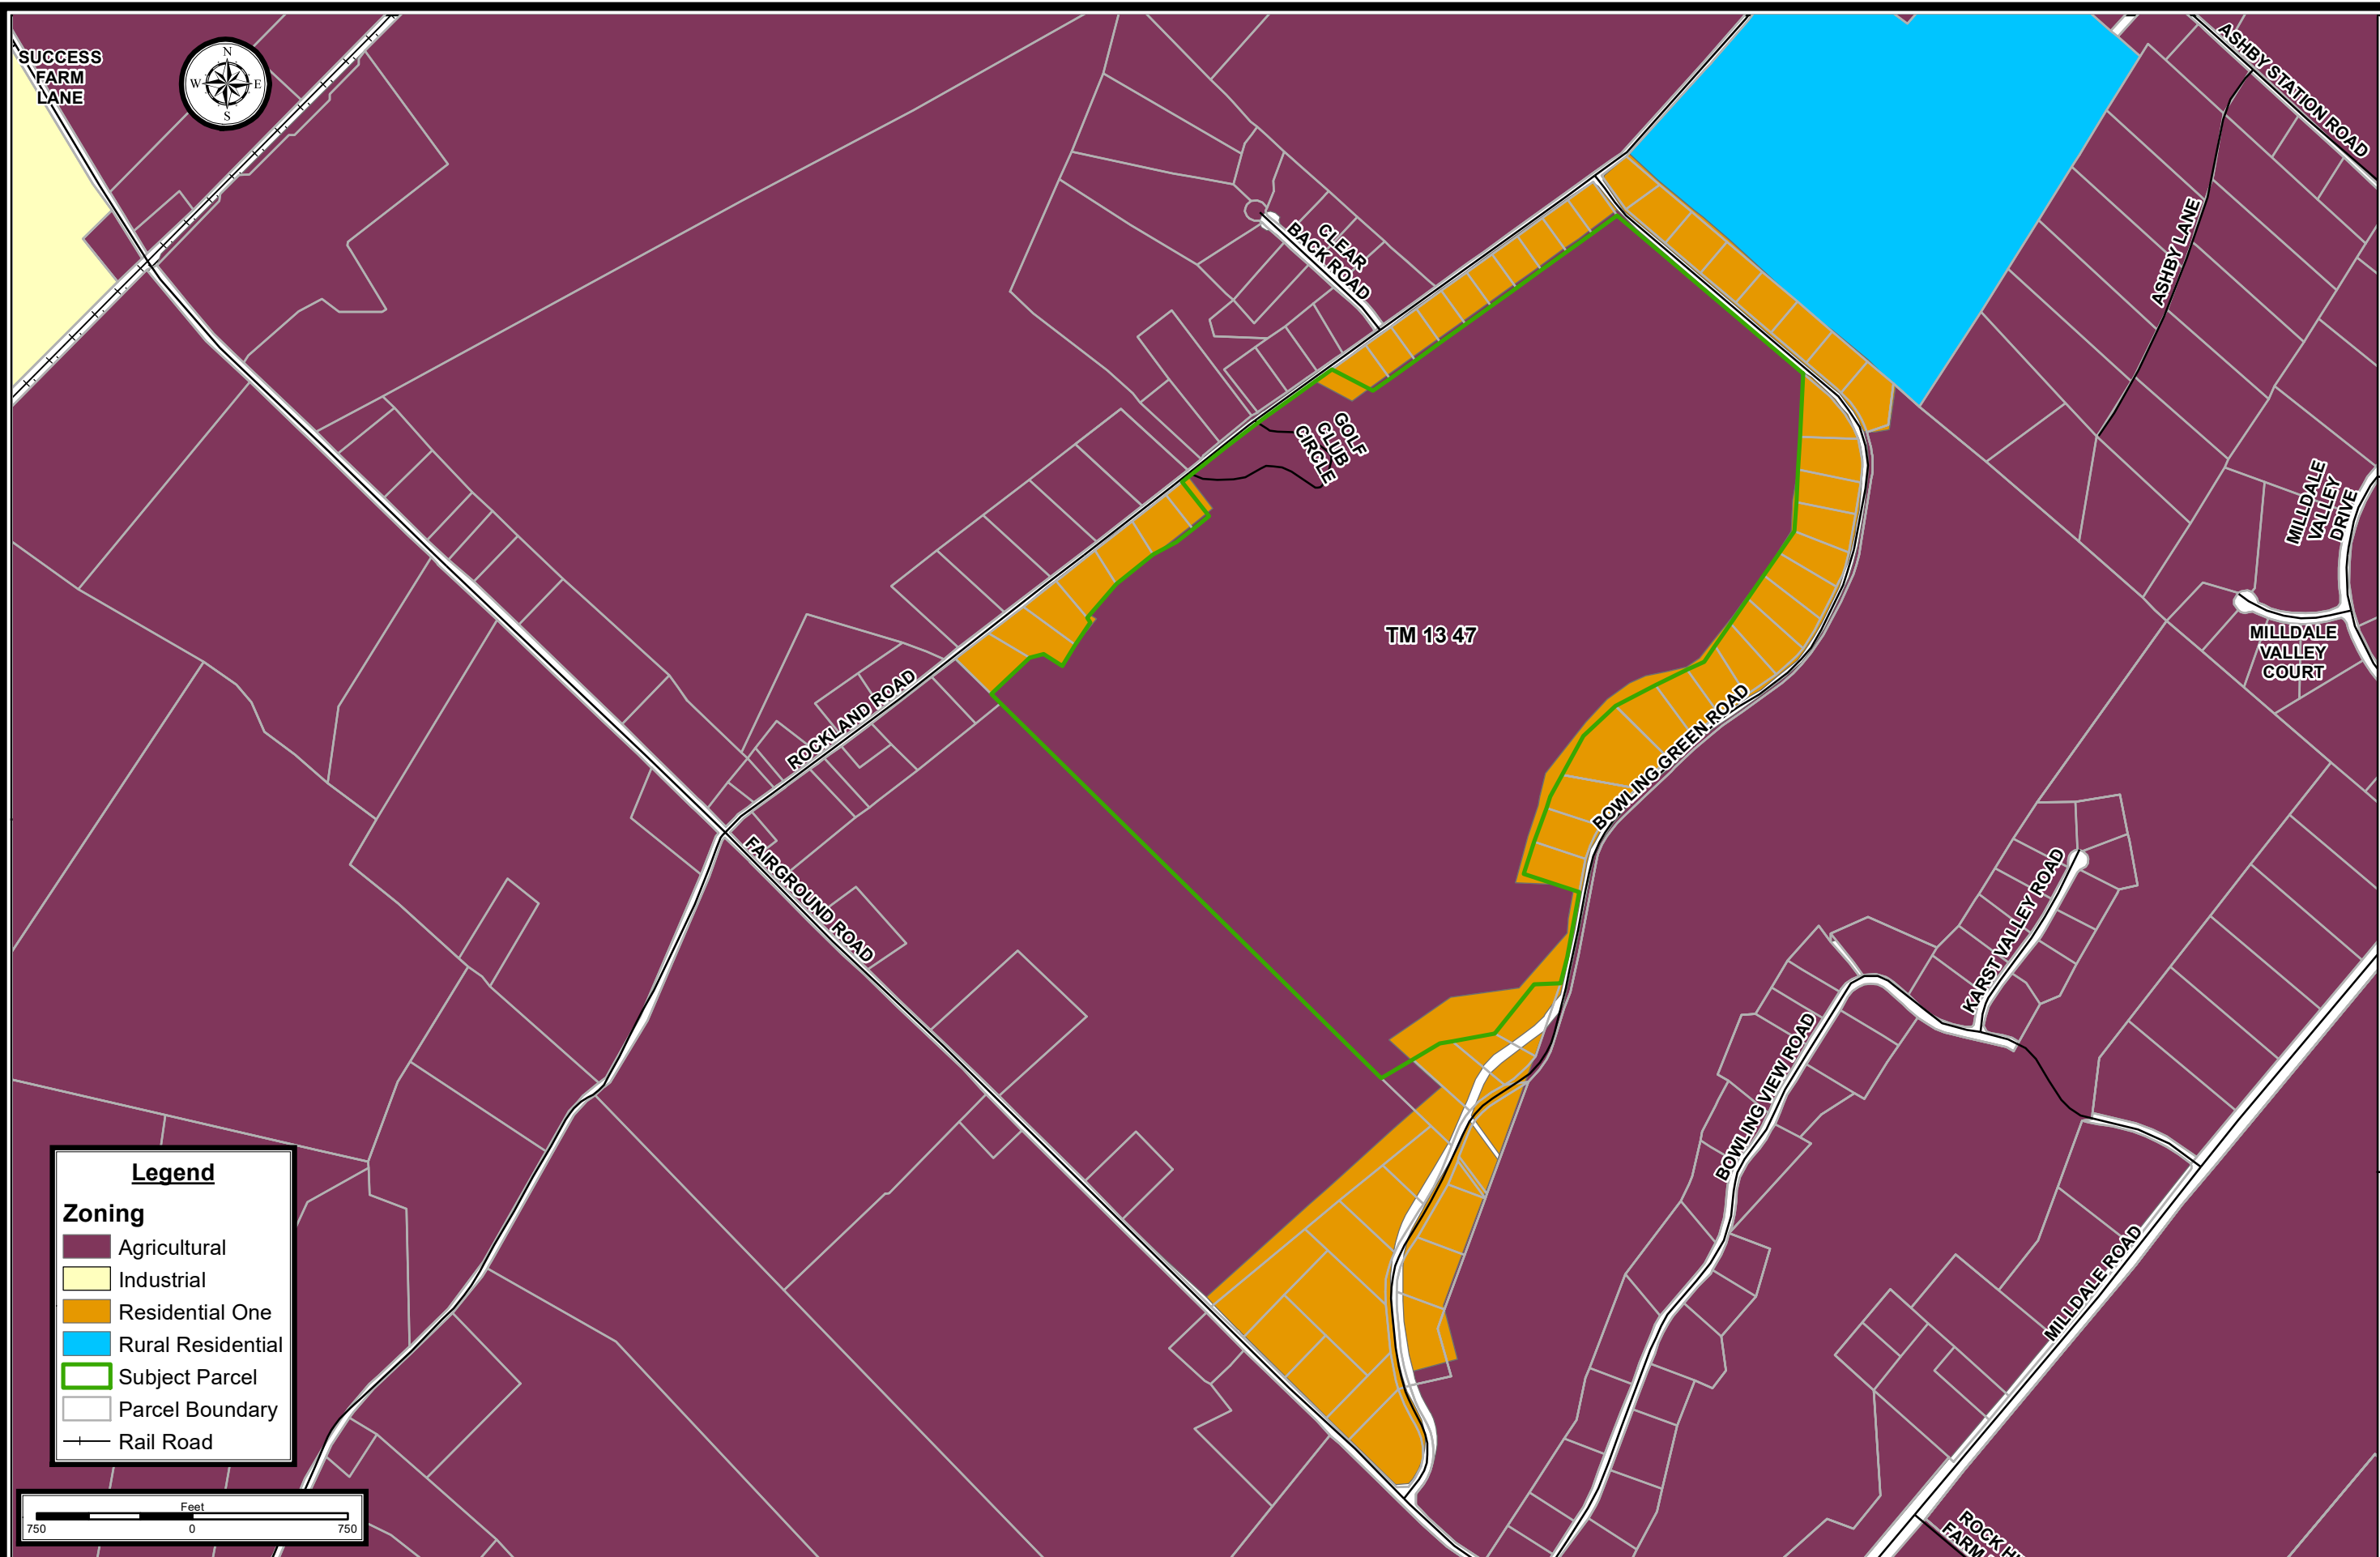 SUCCESS
FARM
LANE
N
W
E
S
ASHBY STATION ROAD
ASHBY LANE
CLEAR
BACK ROAD
GOLF
CLUB
CIRCLE
MILLDALE
VALLEY
DRIVE
MILLDALE
VALLEY
COURT
TM 13 47
ROCKLAND ROAD
BOWLING GREEN ROAD
FAIRGROUND ROAD
KARST VALLEY ROAD
BOWLING VIEW ROAD
MILLDALE ROAD
ROCK
FARM
Legend
Zoning
Agricultural
Industrial
Residential One
Rural Residential
Subject Parcel
Parcel Boundary
Rail Road
Feet
750
0
750